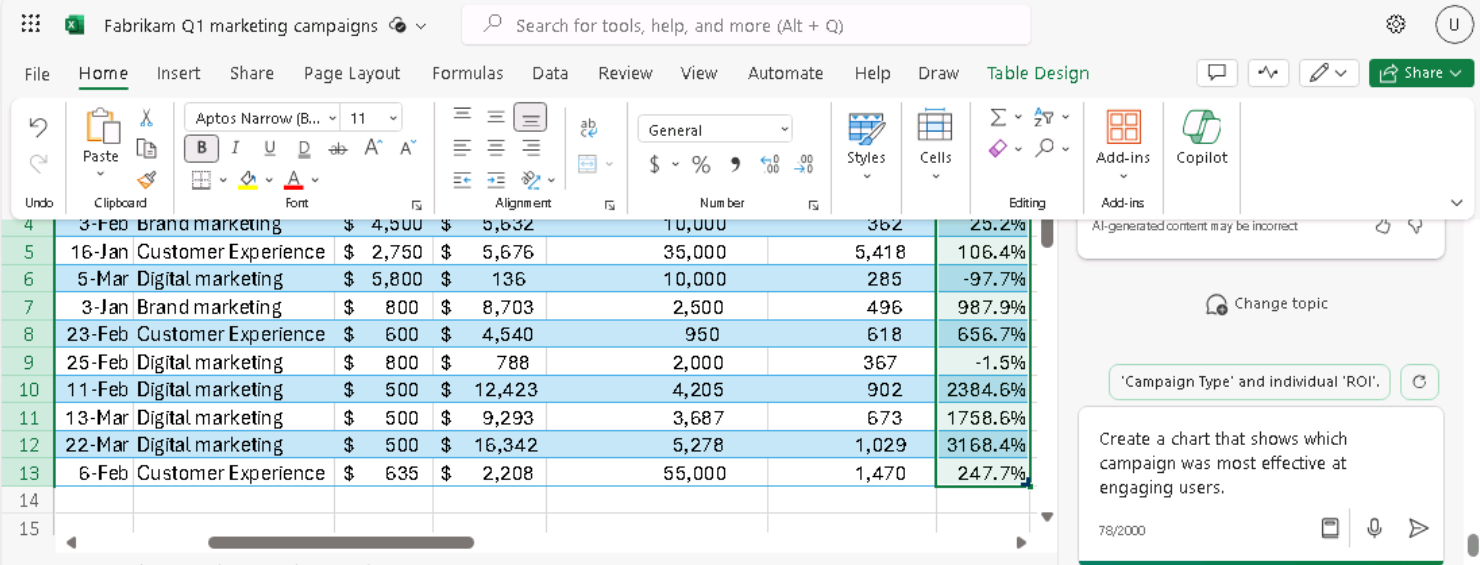 Fabrikam Q1 marketing campaigns
Search for tools, help, and more (Alt + Q)
U
File Home Insert Share Page Layout Formulas Data Review View Automate Help Draw Table Design
Share
Paste
Aptos Narrow (B... 11
B I U D ab A A
ab
General
$ % 9 .00 .00
Styles
Cells
Add-ins
Copilot
Undo Clipboard Font Alignment Number Editing Add-ins
4 3-Feb Brand marketing $ 4,500 $ 5,632 10,000 362 25.2%
5 16-Jan Customer Experience $ 2,750 $ 5,676 35,000 5,418 106.4%
6 5-Mar Digital marketing $ 5,800 $ 136 10,000 285 -97.7%
7 3-Jan Brand marketing $ 800 $ 8,703 2,500 496 987.9%
8 23-Feb Customer Experience $ 600 $ 4,540 950 618 656.7%
9 25-Feb Digital marketing $ 800 $ 788 2,000 367 -1.5%
10 11-Feb Digital marketing $ 500 $ 12,423 4,205 902 2384.6%
11 13-Mar Digital marketing $ 500 $ 9,293 3,687 673 1758.6%
12 22-Mar Digital marketing $ 500 $ 16,342 5,278 1,029 3168.4%
13 6-Feb Customer Experience $ 635 $ 2,208 55,000 1,470 247.7%
14
15
AI-generated content may be incorrect
Change topic
'Campaign Type' and individual 'ROI'.
Create a chart that shows which
campaign was most effective at
engaging users.
78/2000